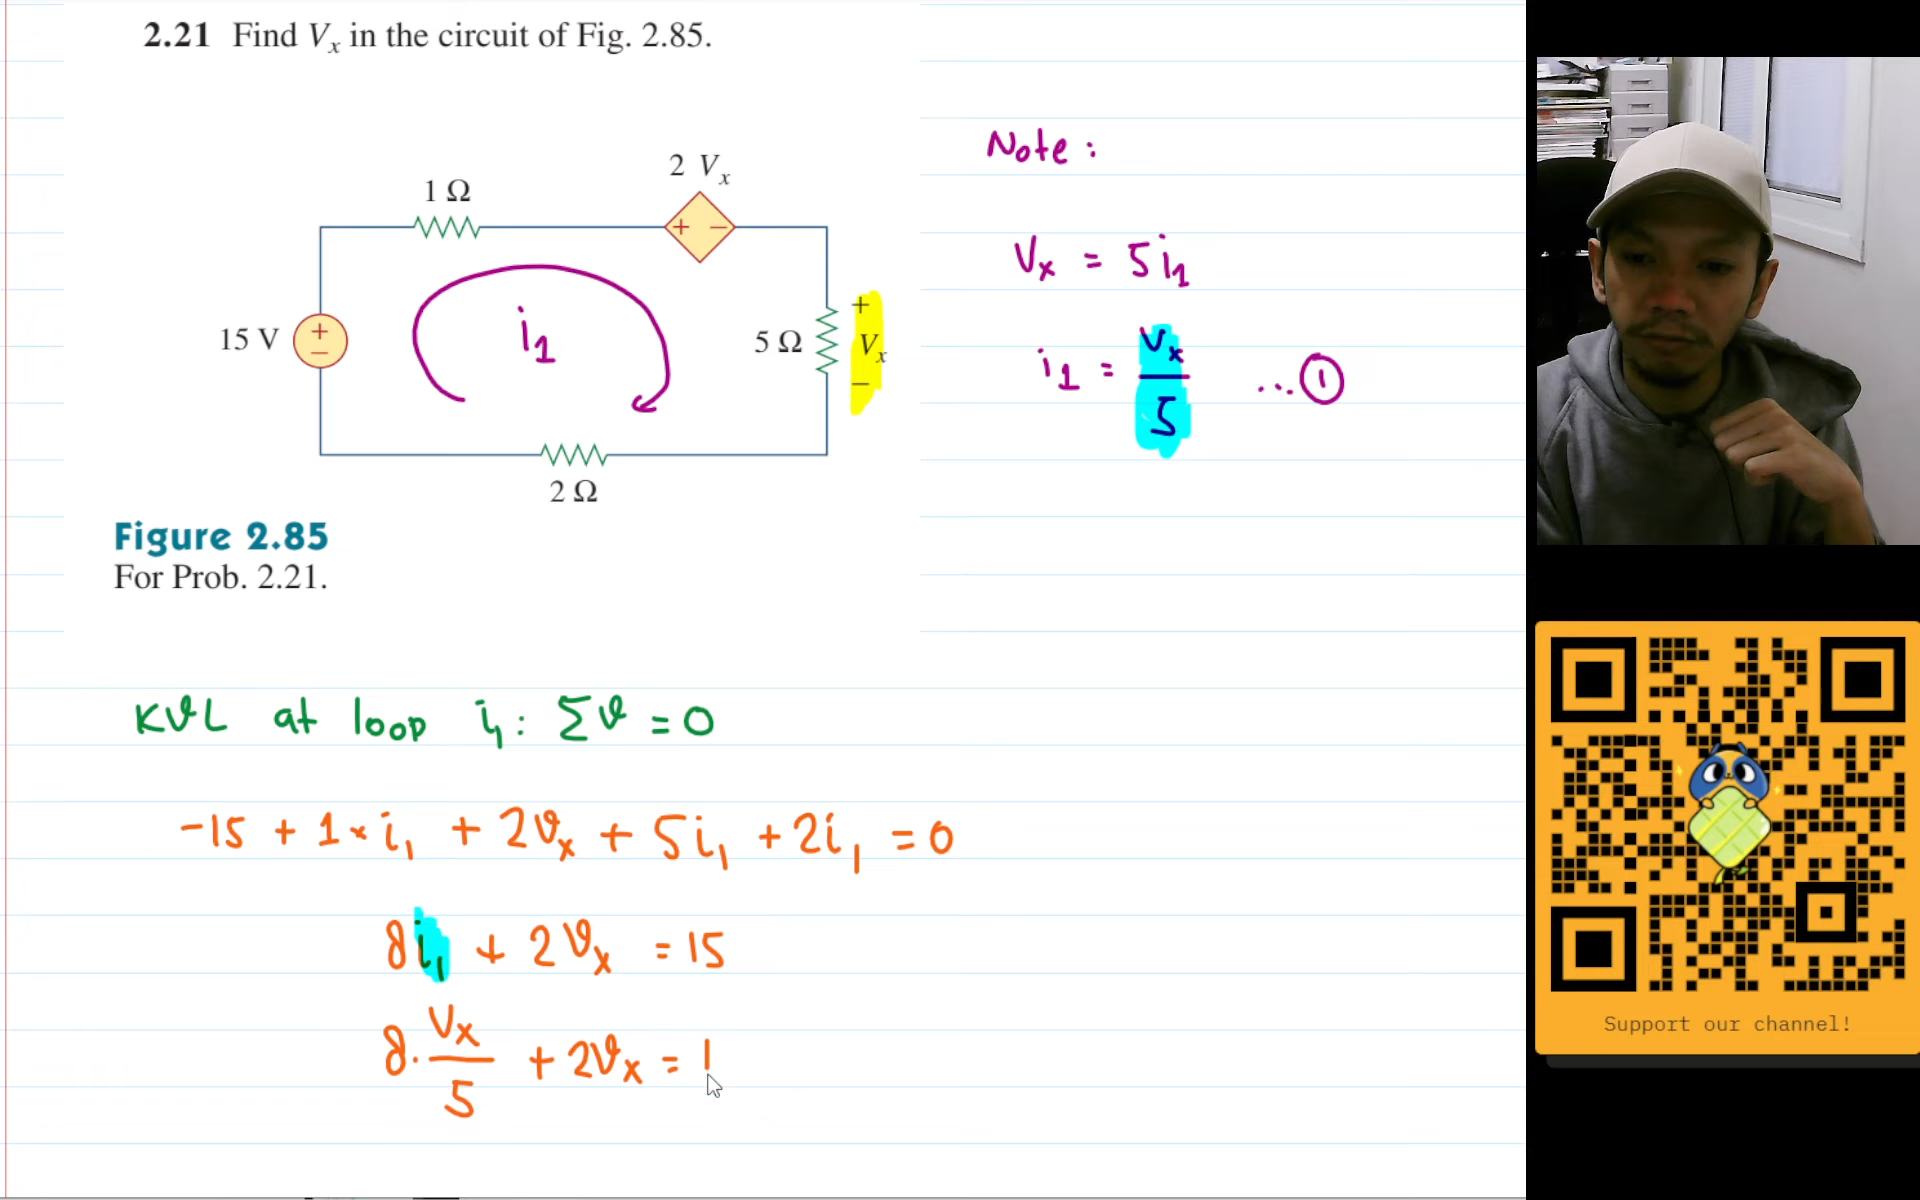 2.21 Find Vx in the circuit of Fig. 2.85.
1 Ω
2 Vx
+ −
15 V
+
−
i1
5 Ω
+
Vx
−
2 Ω
Figure 2.85
For Prob. 2.21.
Note :
Vx = 5i1
i1 = Vx/5 ...①
KVL at loop i1 : Σv = 0
-15 + 1×i1 + 2vx + 5i1 + 2i1 = 0
8i1 + 2vx = 15
8·Vx/5 + 2vx = 1
Support our channel!